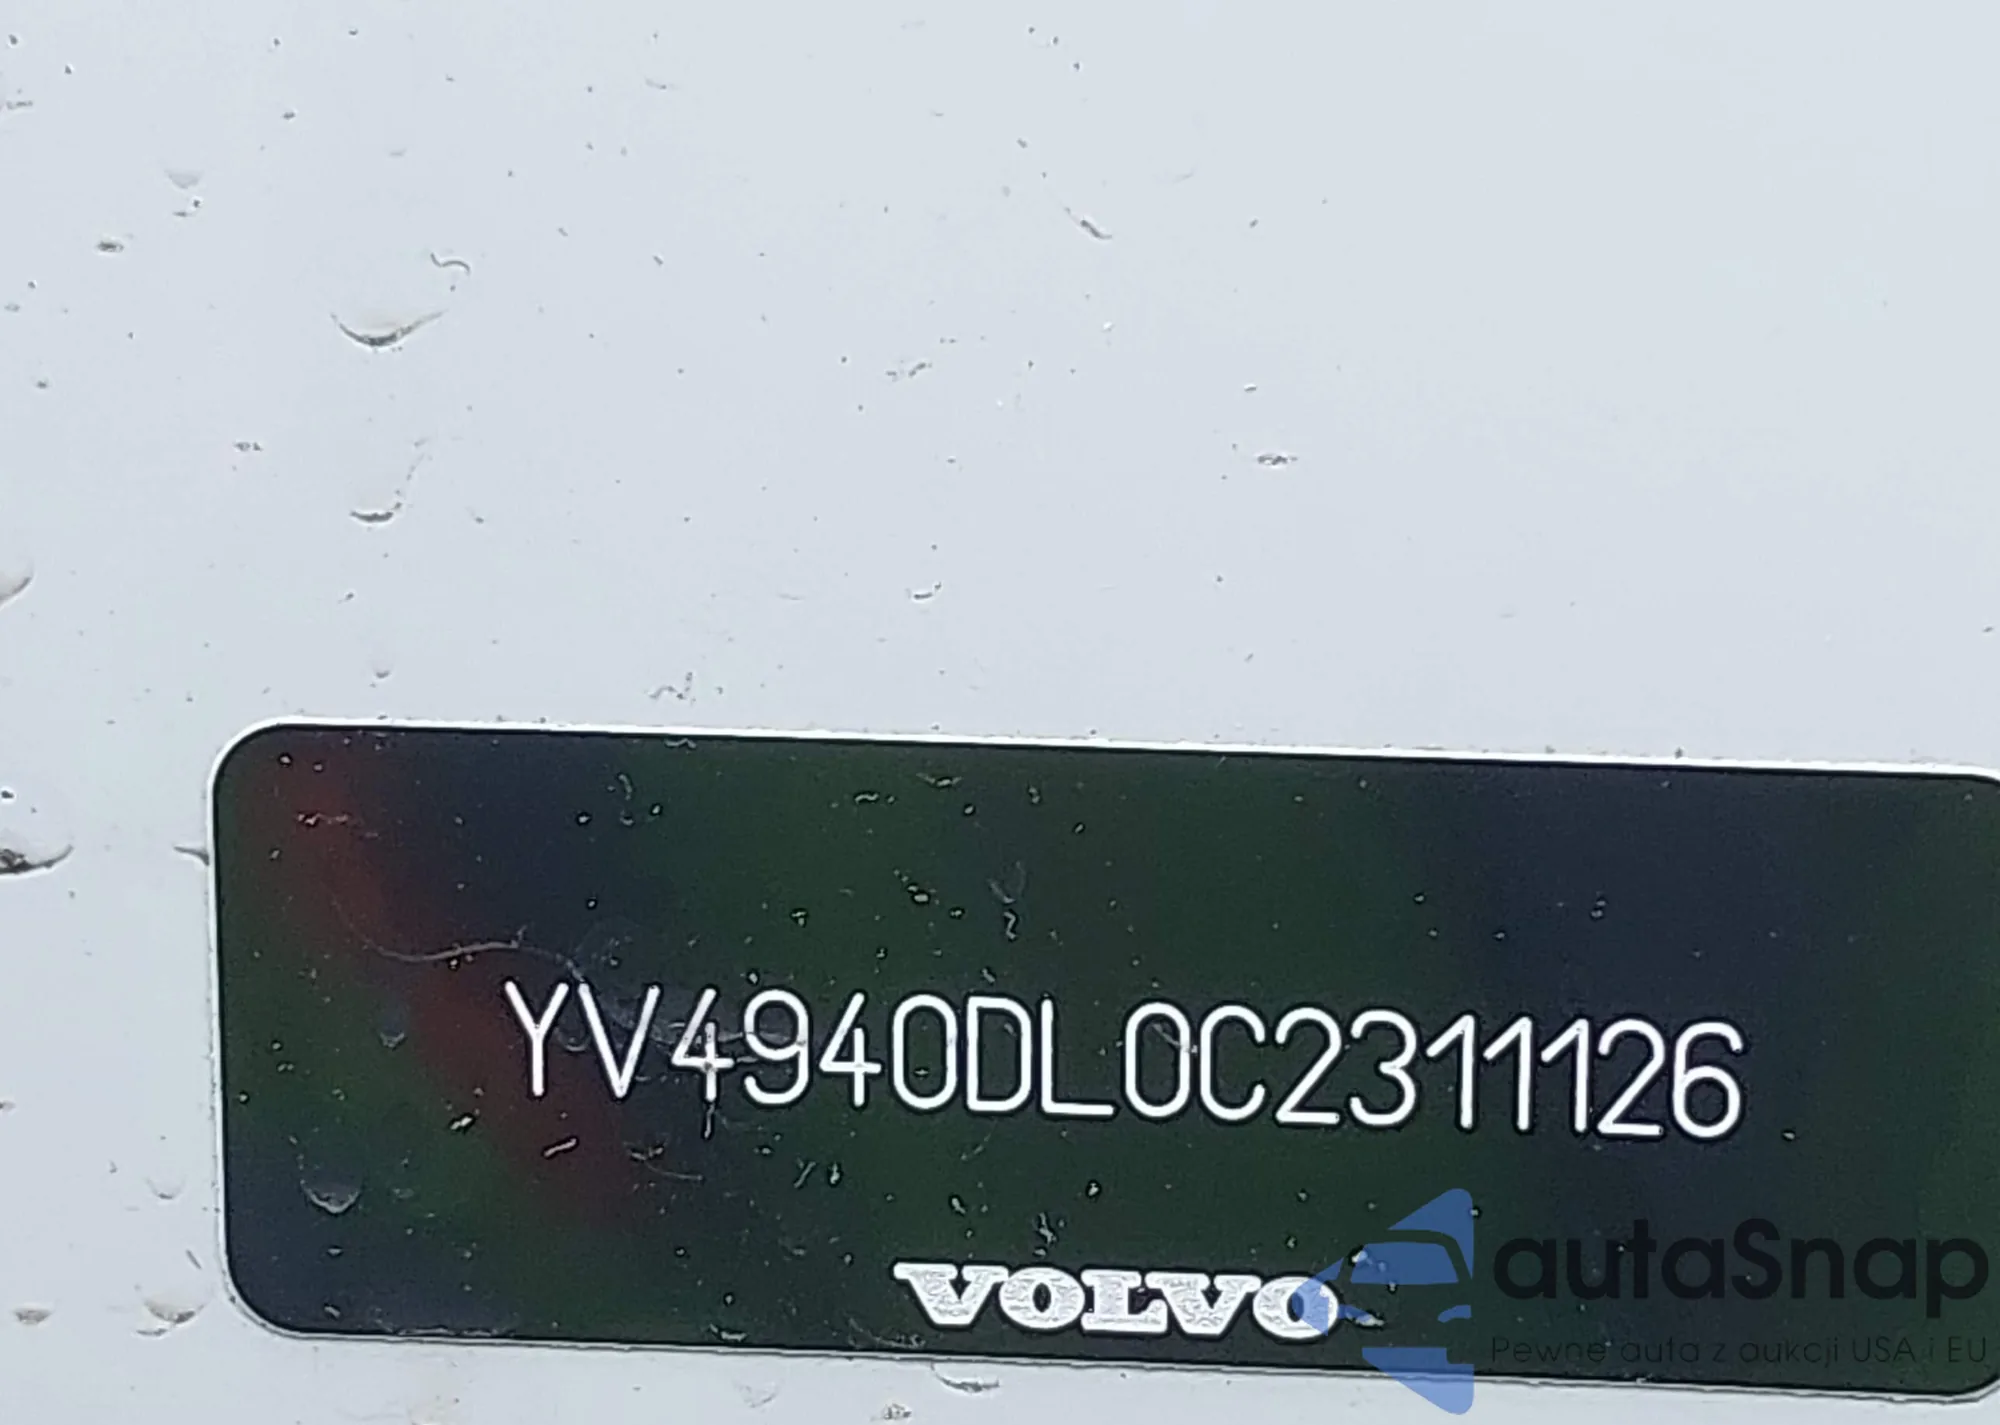 YV4940DL0C2311126
VOLVO
autaSnap
Pewne auta z aukcji USA i EU